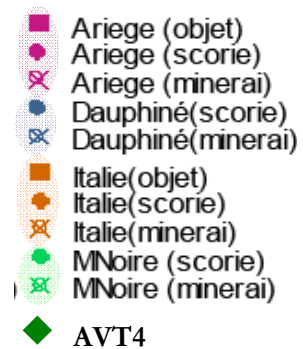 Ariege (objet)
Ariege (scorie)
Ariege (minerai)
Dauphiné(scorie)
Dauphiné(minerai)
Italie(objet)
Italie(scorie)
Italie(minerai)
MNoire (scorie)
) MNoire (minerai)
AVT4